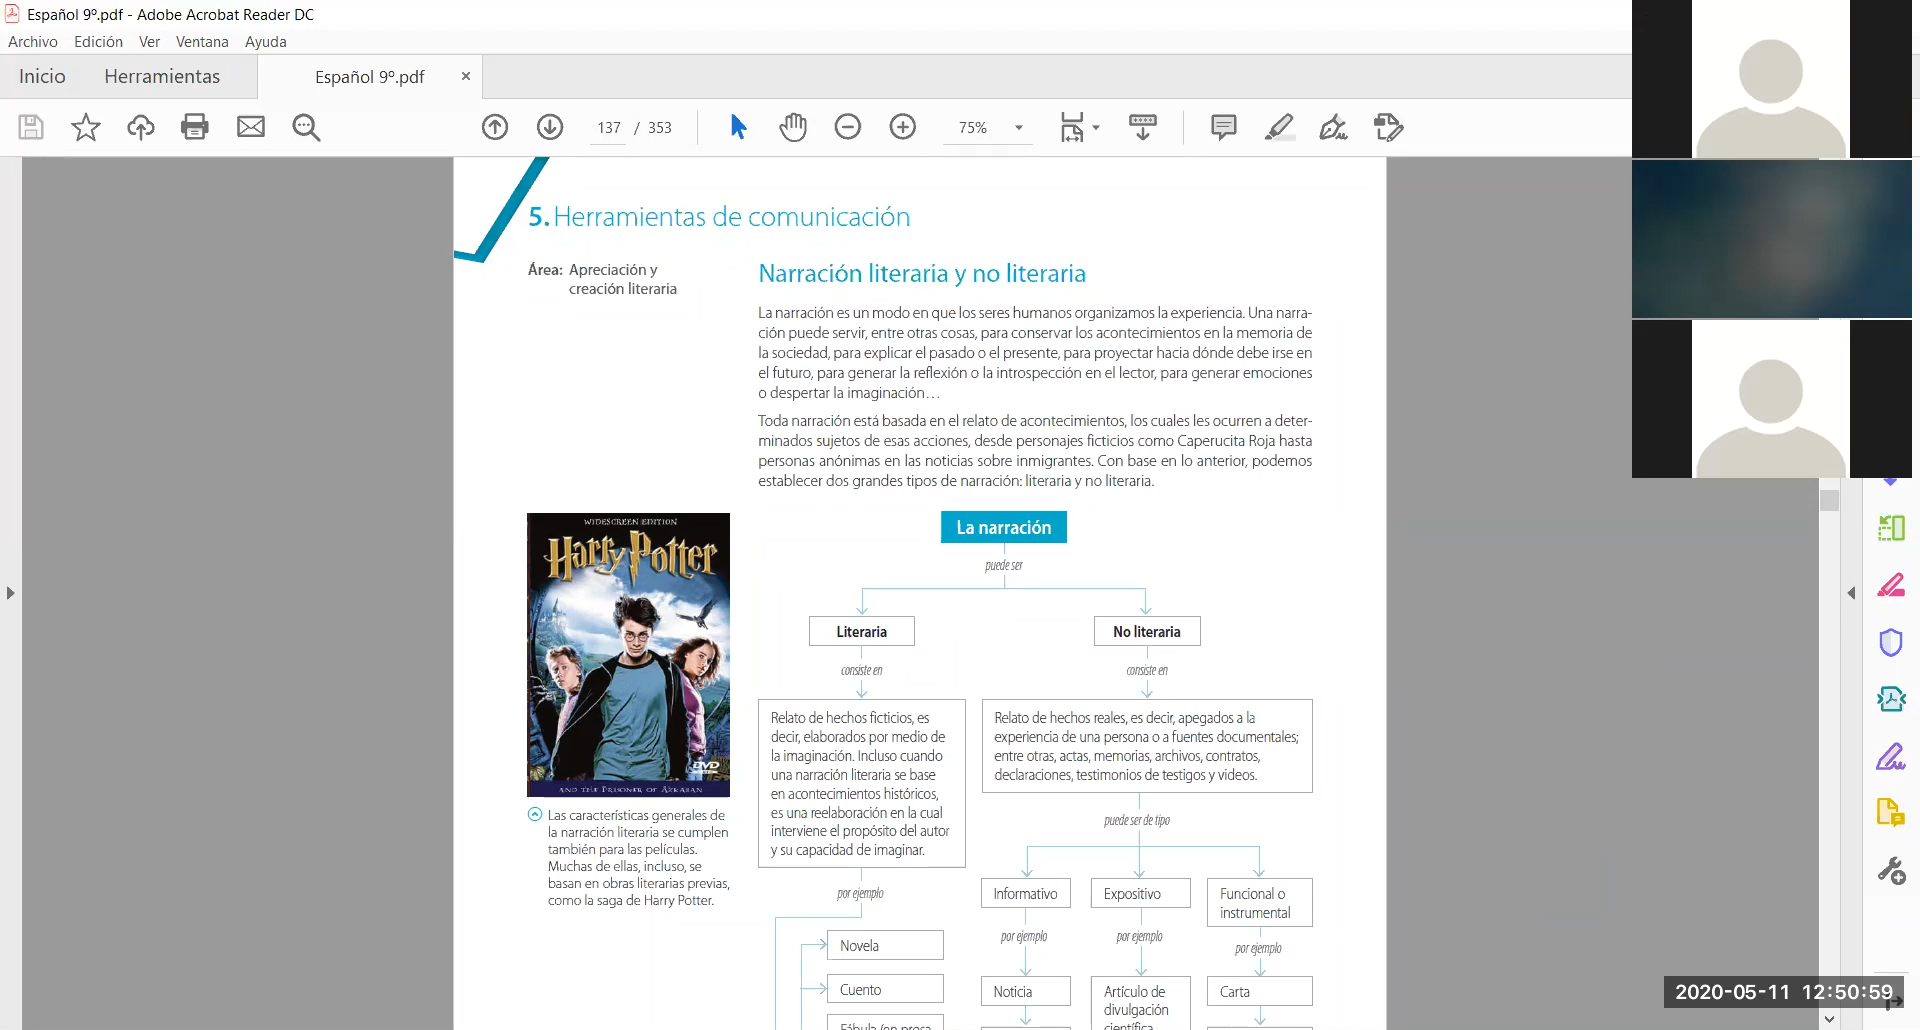 Español 9º.pdf - Adobe Acrobat Reader DC
Archivo Edición Ver Ventana Ayuda
Inicio Herramientas Español 9º.pdf ×
137 / 353 75%
5. Herramientas de comunicación
Área: Apreciación y
creación literaria
Narración literaria y no literaria
La narración es un modo en que los seres humanos organizamos la experiencia. Una narra-
ción puede servir, entre otras cosas, para conservar los acontecimientos en la memoria de
la sociedad, para explicar el pasado o el presente, para proyectar hacia dónde debe irse en
el futuro, para generar la reflexión o la introspección en el lector, para generar emociones
o despertar la imaginación…
Toda narración está basada en el relato de acontecimientos, los cuales les ocurren a deter-
minados sujetos de esas acciones, desde personajes ficticios como Caperucita Roja hasta
personas anónimas en las noticias sobre inmigrantes. Con base en lo anterior, podemos
establecer dos grandes tipos de narración: literaria y no literaria.
WIDESCREEN EDITION
Harry Potter
DVD
AND THE PRISONER OF AZKABAN
Las características generales de
la narración literaria se cumplen
también para las películas.
Muchas de ellas, incluso, se
basan en obras literarias previas,
como la saga de Harry Potter.
La narración
puede ser
Literaria
No literaria
consiste en
consiste en
Relato de hechos ficticios, es
decir, elaborados por medio de
la imaginación. Incluso cuando
una narración literaria se base
en acontecimientos históricos,
es una reelaboración en la cual
interviene el propósito del autor
y su capacidad de imaginar.
Relato de hechos reales, es decir, apegados a la
experiencia de una persona o a fuentes documentales;
entre otras, actas, memorias, archivos, contratos,
declaraciones, testimonios de testigos y videos.
por ejemplo
Novela
Cuento
Fábula (en prosa
puede ser de tipo
Informativo
Expositivo
Funcional o
instrumental
por ejemplo
por ejemplo
por ejemplo
Noticia
Artículo de
divulgación
científica
Carta
2020-05-11 12:50:59